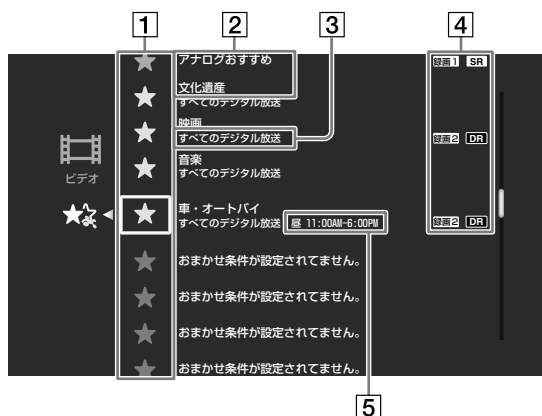 1 2 3 4
アナログおすすめ 録画1 SR
文化遺産
すべてのデジタル放送
映画
すべてのデジタル放送 録画2 DR
音楽
すべてのデジタル放送
ビデオ
車・オートバイ
すべてのデジタル放送 昼 11:00AM-6:00PM 録画2 DR
おまかせ条件が設定されてません。
おまかせ条件が設定されてません。
おまかせ条件が設定されてません。
おまかせ条件が設定されてません。
5